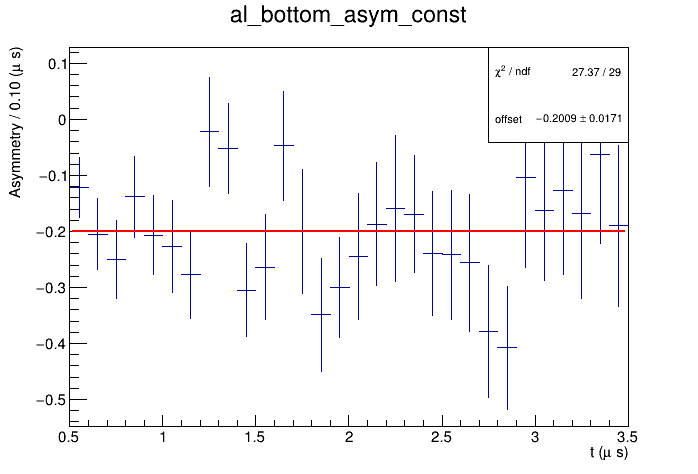 al_bottom_asym_const
χ² / ndf 27.37 / 29
offset −0.2009 ± 0.0171
Asymmetry / 0.10 (μ s)
0.1
0
−0.1
−0.2
−0.3
−0.4
−0.5
0.5 1 1.5 2 2.5 3 3.5
t (μ s)